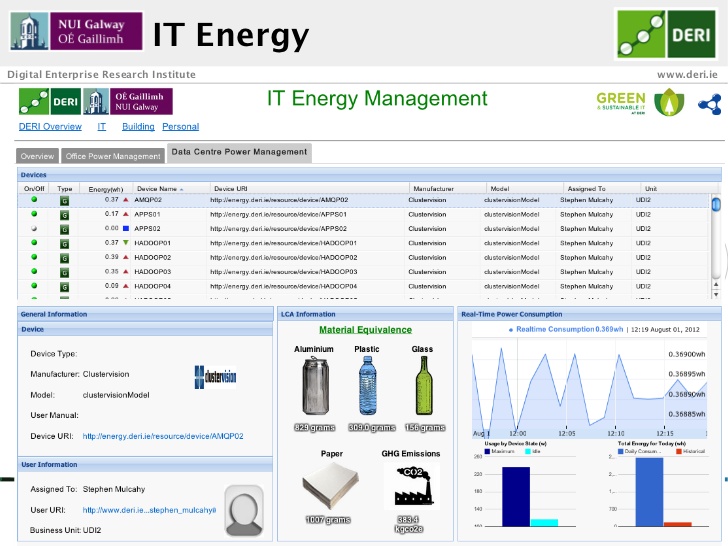 NUI Galway
OÉ Gaillimh
IT Energy
DERI
Digital Enterprise Research Institute
www.deri.ie
DERI
OÉ Gaillimh
NUI Galway
IT Energy Management
GREEN
& SUSTAINABLE IT
AT DERI
DERI Overview IT Building Personal
Overview Office Power Management Data Centre Power Management
Devices
On/Off Type Energy(wh) Device Name Device URI Manufacturer Model Assigned To Unit
G 0.37 AMQP02 http://energy.deri.ie/resource/device/AMQP02 Clustervision clustervisionModel Stephen Mulcahy UDI2
G 0.17 APPS01 http://energy.deri.ie/resource/device/APPS01 Clustervision clustervisionModel Stephen Mulcahy UDI2
G 0.00 APPS02 http://energy.deri.ie/resource/device/APPS02 Clustervision clustervisionModel Stephen Mulcahy UDI2
G 0.37 HADOOP01 http://energy.deri.ie/resource/device/HADOOP01 Clustervision clustervisionModel Stephen Mulcahy UDI2
G 0.39 HADOOP02 http://energy.deri.ie/resource/device/HADOOP02 Clustervision clustervisionModel Stephen Mulcahy UDI2
G 0.35 HADOOP03 http://energy.deri.ie/resource/device/HADOOP03 Clustervision clustervisionModel Stephen Mulcahy UDI2
G 0.09 HADOOP04 http://energy.deri.ie/resource/device/HADOOP04 Clustervision clustervisionModel Stephen Mulcahy UDI2
General Information
Device
Device Type:
Manufacturer: Clustervision
clustervision
Model: clustervisionModel
User Manual:
Device URI: http://energy.deri.ie/resource/device/AMQP02
User Information
Assigned To: Stephen Mulcahy
User URI: http://www.deri.ie...stephen_mulcahy#
Business Unit: UDI2
LCA Information
Material Equivalence
Aluminium Plastic Glass
829 grams 309.0 grams 156 grams
Paper GHG Emissions
CO2
1007 grams 383.4
kgco2e
Real-Time Power Consumption
Realtime Consumption 0.369wh | 12:19 August 01, 2012
0.36900wh
0.36895wh
0.36890wh
0.36885wh
Aug 1 12:00 12:05 12:10 12:15
Usage by Device State (w)
Maximum Idle
260
220
180
140
100
Total Energy for Today (wh)
Daily Consum... Historical
2...
2...
1...
500
0